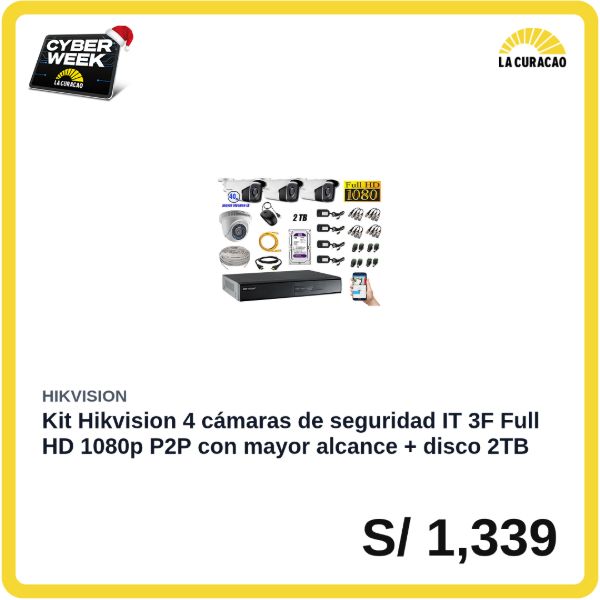 CYBER
WEEK
LA CURACAO
LA CURACAO
Full HD
1080
40
2 TB
HIKVISION
Kit Hikvision 4 cámaras de seguridad IT 3F Full
HD 1080p P2P con mayor alcance + disco 2TB
S/ 1,339